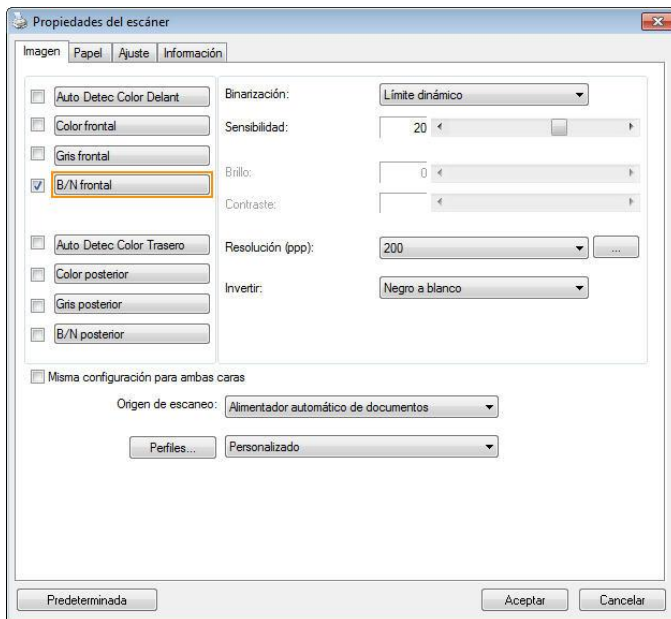 Propiedades del escáner
Imagen Papel Ajuste Información
Auto Detec Color Delant
Color frontal
Gris frontal
B/N frontal
Auto Detec Color Trasero
Color posterior
Gris posterior
B/N posterior
Binarización: Límite dinámico
Sensibilidad: 20
Brillo: 0
Contraste:
Resolución (ppp): 200 ...
Invertir: Negro a blanco
Misma configuración para ambas caras
Origen de escaneo: Alimentador automático de documentos
Perfiles... Personalizado
Predeterminada Aceptar Cancelar